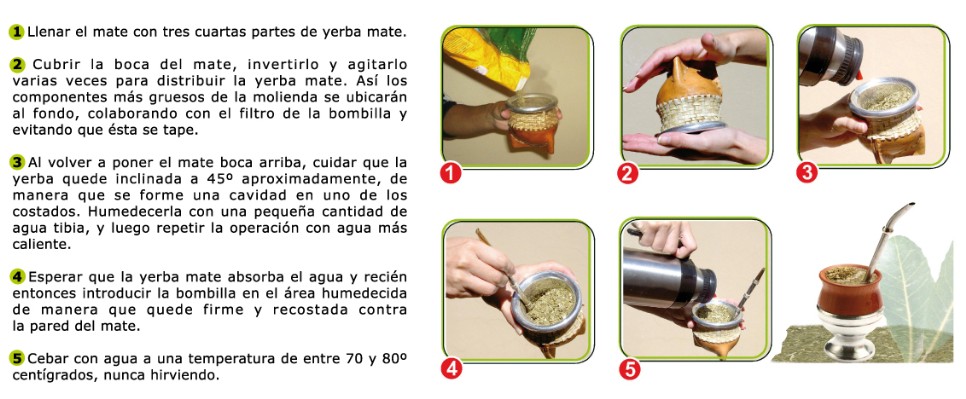 1 Llenar el mate con tres cuartas partes de yerba mate.
2 Cubrir la boca del mate, invertirlo y agitarlo
varias veces para distribuir la yerba mate. Así los
componentes más gruesos de la molienda se ubicarán
al fondo, colaborando con el filtro de la bombilla y
evitando que ésta se tape.
3 Al volver a poner el mate boca arriba, cuidar que la
yerba quede inclinada a 45º aproximadamente, de
manera que se forme una cavidad en uno de los
costados. Humedecerla con una pequeña cantidad de
agua tibia, y luego repetir la operación con agua más
caliente.
4 Esperar que la yerba mate absorba el agua y recién
entonces introducir la bombilla en el área humedecida
de manera que quede firme y recostada contra
la pared del mate.
5 Cebar con agua a una temperatura de entre 70 y 80º
centígrados, nunca hirviendo.
1
2
3
4
5